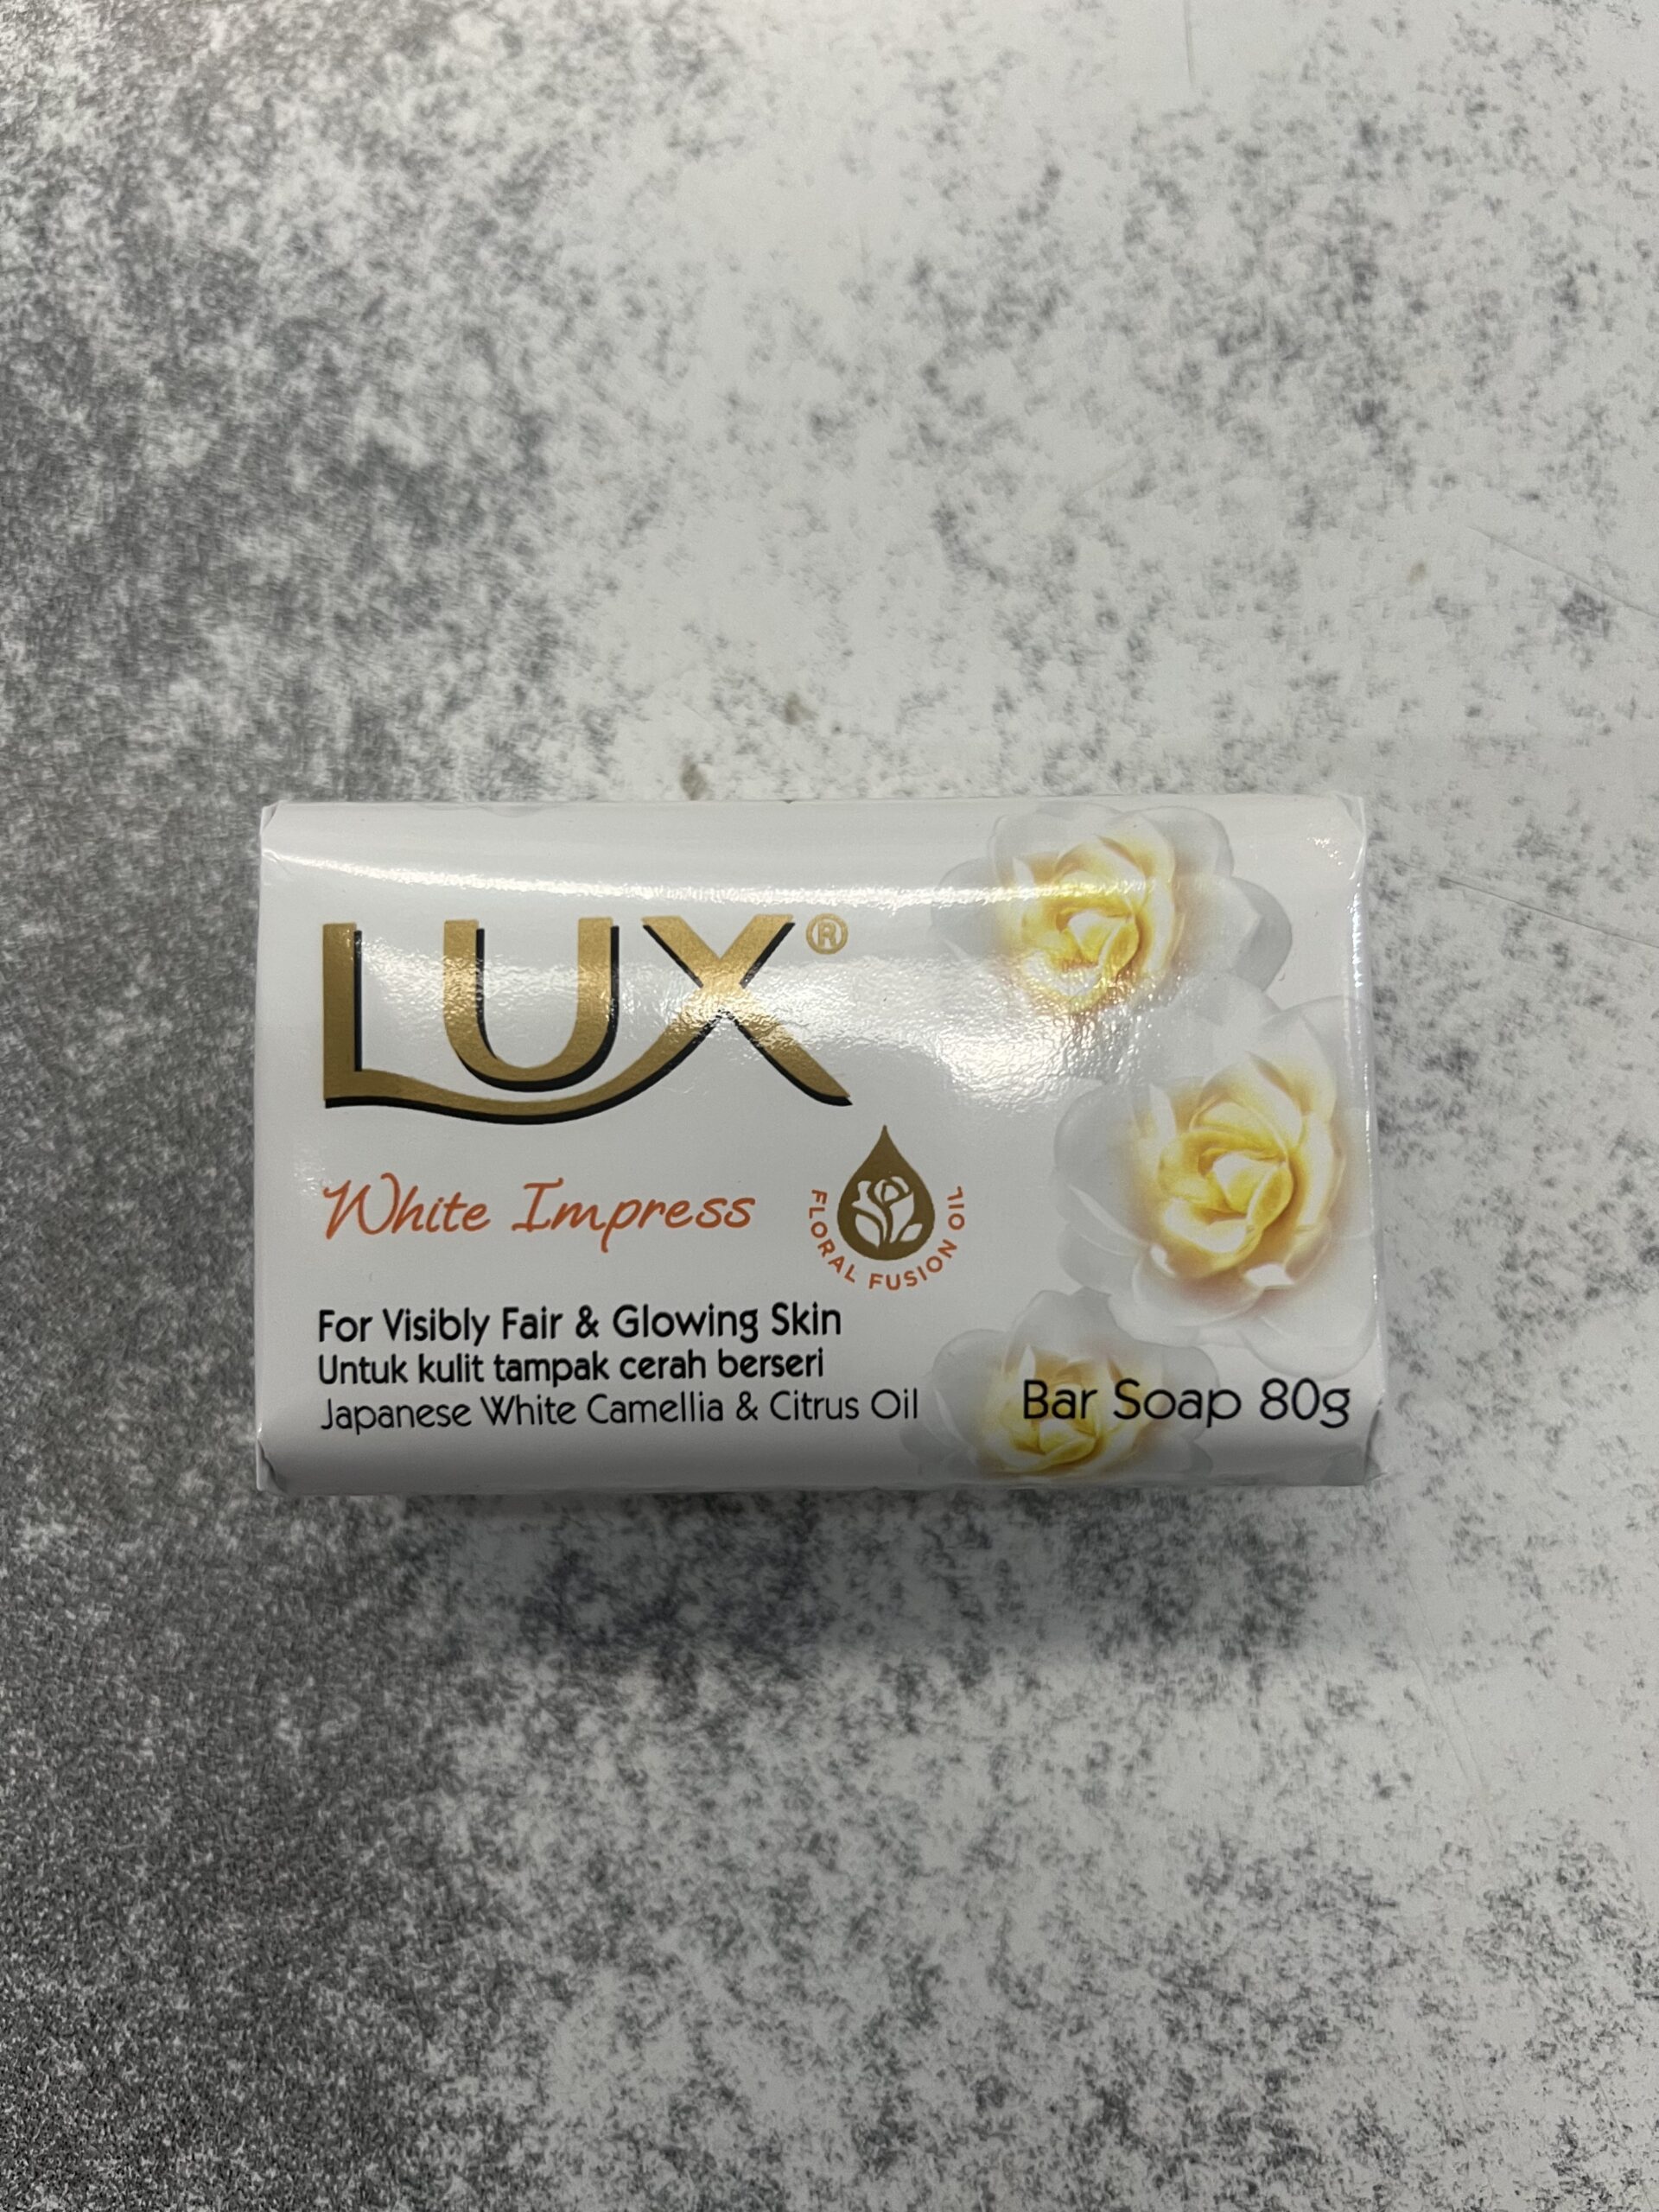 LUX®
White Impress
FLORAL FUSION OIL
For Visibly Fair & Glowing Skin
Untuk kulit tampak cerah berseri
Japanese White Camellia & Citrus Oil
Bar Soap 80g